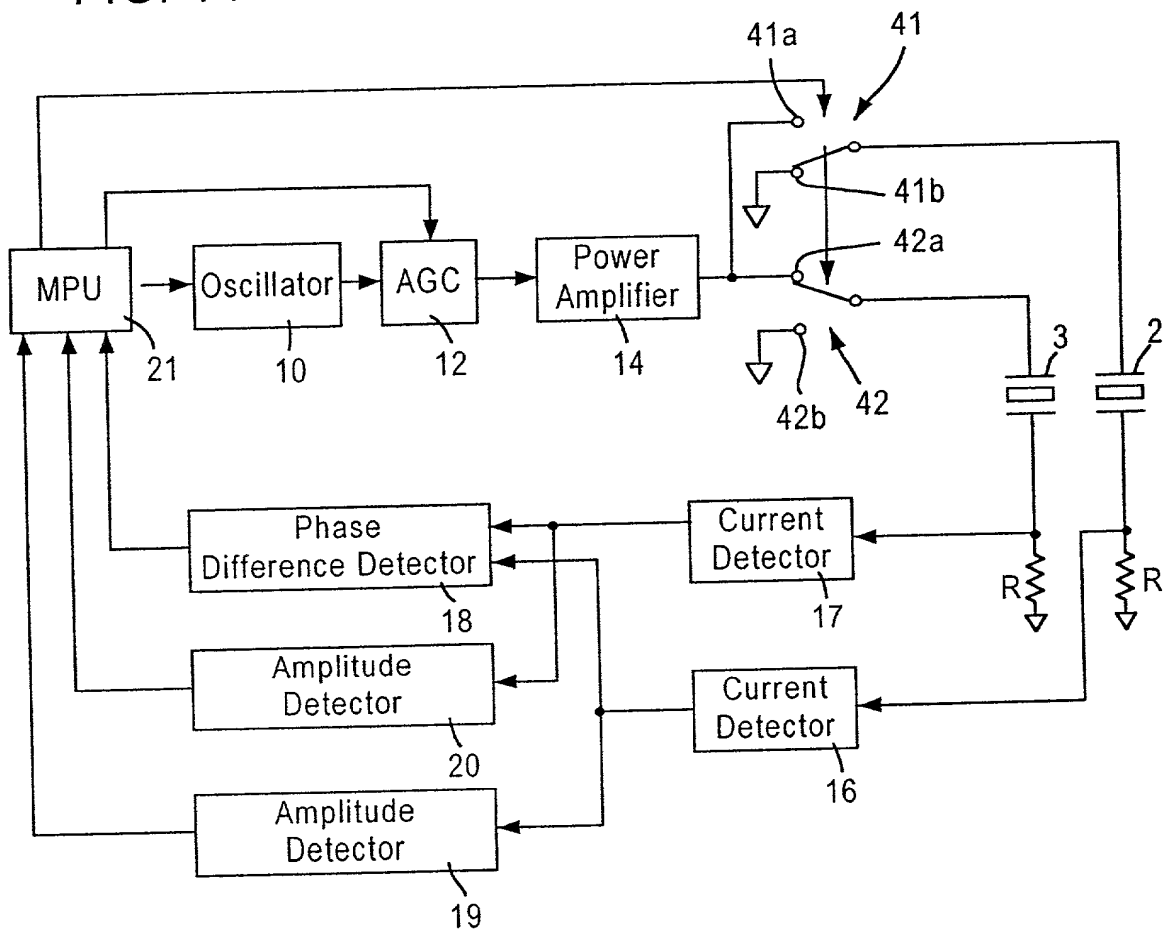 41a
41
41b
42a
MPU
Oscillator
AGC
Power
Amplifier
21
10
12
14
42b
42
3
2
Phase
Difference Detector
18
Current
Detector
17
R
R
Amplitude
Detector
20
Current
Detector
16
Amplitude
Detector
19